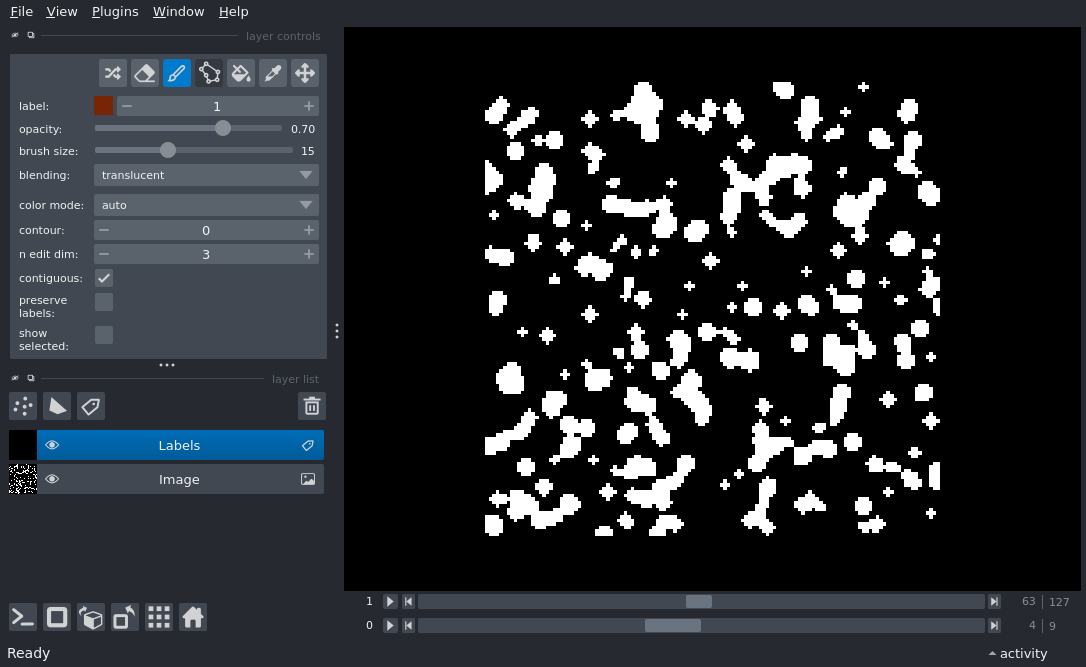 File View Plugins Window Help
layer controls
label: 1
opacity: 0.70
brush size: 15
blending: translucent
color mode: auto
contour: 0
n edit dim: 3
contiguous:
preserve
labels:
show
selected:
layer list
Labels
Image
1 63 127
0 4 9
Ready activity